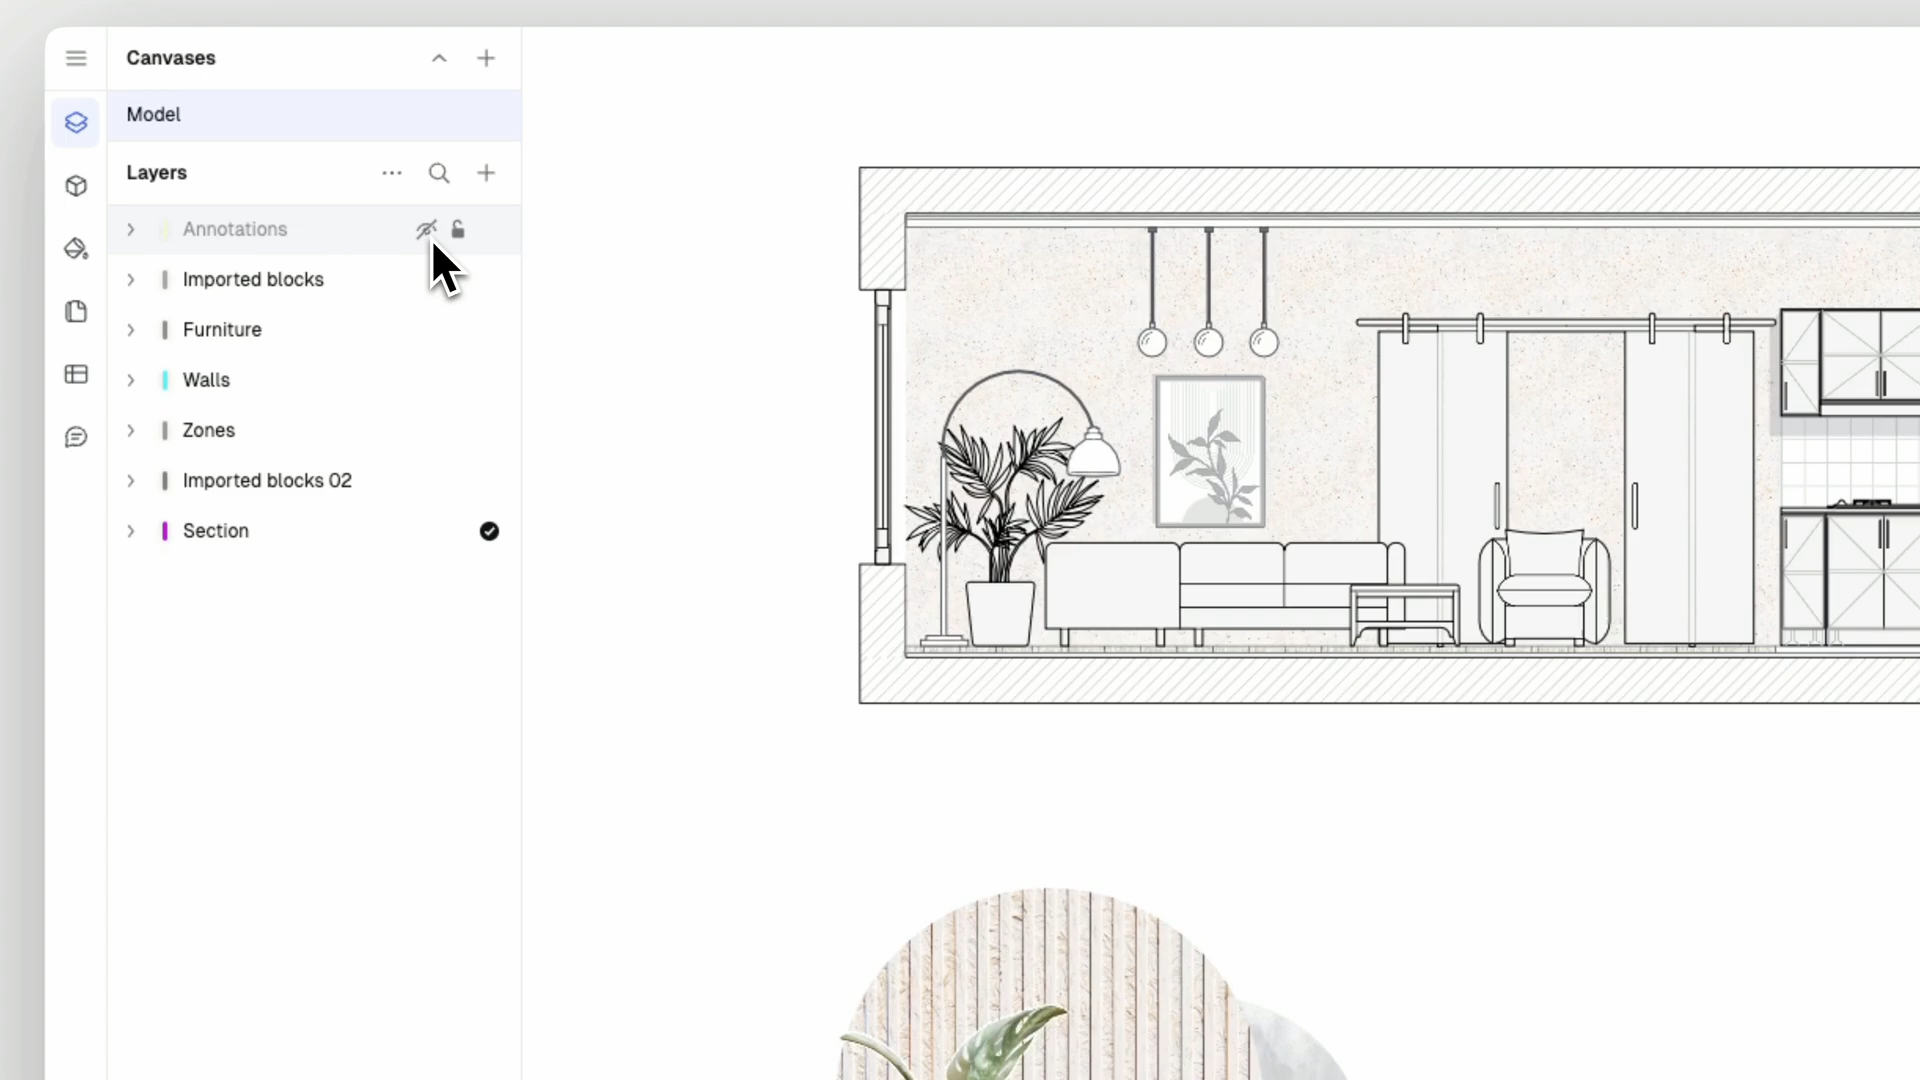 Canvases
Model
Layers
Annotations
Imported blocks
Furniture
Walls
Zones
Imported blocks 02
Section